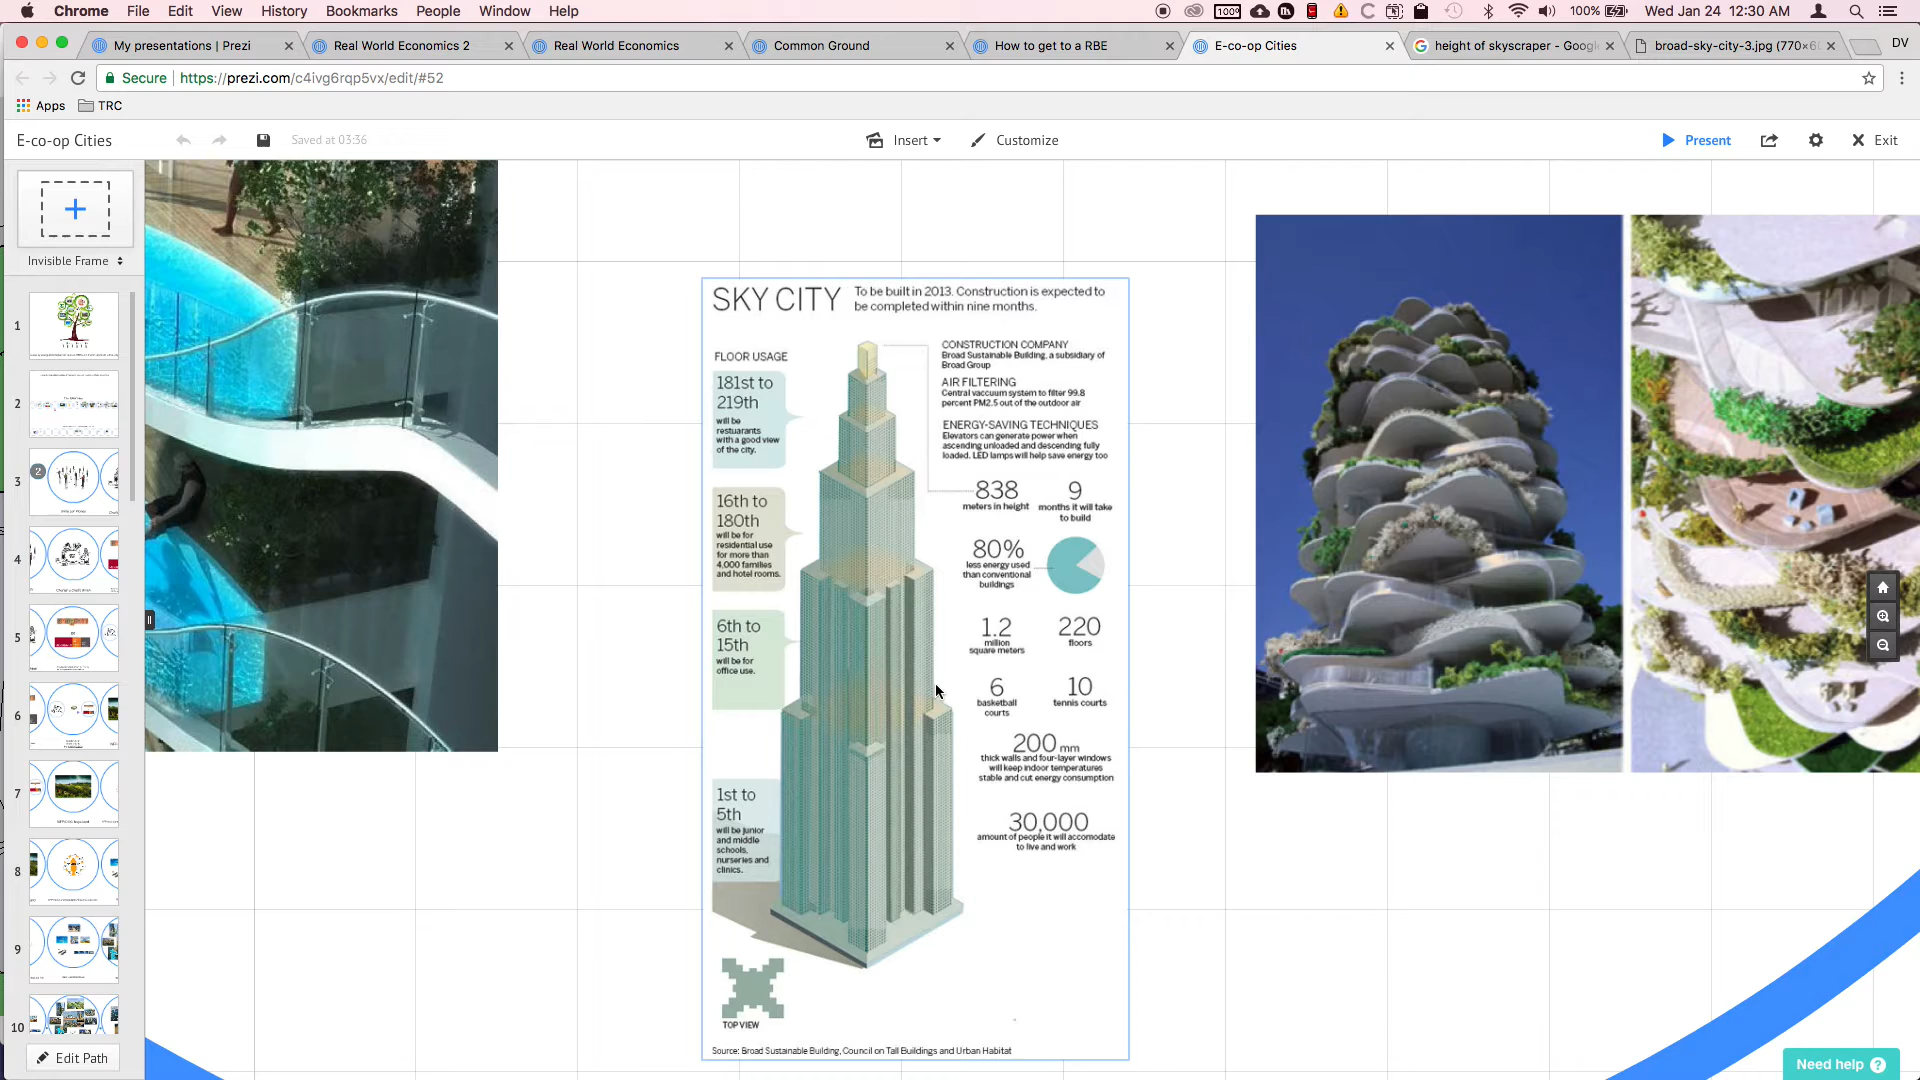 Chrome File Edit View History Bookmarks People Window Help
100% Wed Jan 24 12:30 AM
My presentations | Prezi
Real World Economics 2
Real World Economics
Common Ground
How to get to a RBE
E-co-op Cities
height of skyscraper - Google
broad-sky-city-3.jpg (770×6
DV
Secure https://prezi.com/c4ivg6rqp5vx/edit/#52
Apps TRC
E-co-op Cities
Saved at 03:36
Insert
Customize
Present
Exit
Invisible Frame
1
2
3
2
4
5
6
7
8
9
10
Edit Path
SKY CITY
To be built in 2013. Construction is expected to
be completed within nine months.
FLOOR USAGE
181st to
219th
will be
restuarants
with a good view
of the city.
16th to
180th
will be for
residential use
for more than
4,000 families
and hotel rooms.
6th to
15th
will be for
office use.
1st to
5th
will be junior
and middle
schools,
nurseries and
clinics.
CONSTRUCTION COMPANY
Broad Sustainable Building, a subsidiary of
Broad Group
AIR FILTERING
Central vaccuum system to filter 99.8
percent PM2.5 out of the outdoor air
ENERGY-SAVING TECHNIQUES
Elevators can generate power when
ascending unloaded and descending fully
loaded. LED lamps will help save energy too
838
meters in height
9
months it will take
to build
80%
less energy used
than conventional
buildings
1.2
million
square meters
220
floors
6
basketball
courts
10
tennis courts
200 mm
thick walls and four-layer windows
will keep indoor temperatures
stable and cut energy consumption
30,000
amount of people it will accomodate
to live and work
TOP VIEW
Source: Broad Sustainable Building, Council on Tall Buildings and Urban Habitat
Need help ?